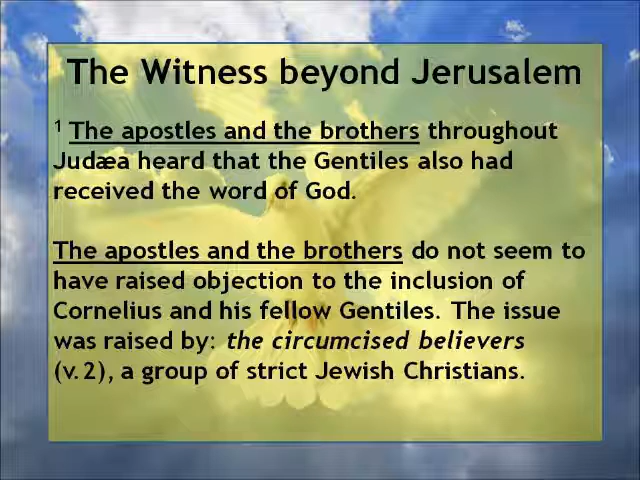 The Witness beyond Jerusalem
1 The apostles and the brothers throughout
Judæa heard that the Gentiles also had
received the word of God.
The apostles and the brothers do not seem to
have raised objection to the inclusion of
Cornelius and his fellow Gentiles. The issue
was raised by: the circumcised believers
(v.2), a group of strict Jewish Christians.